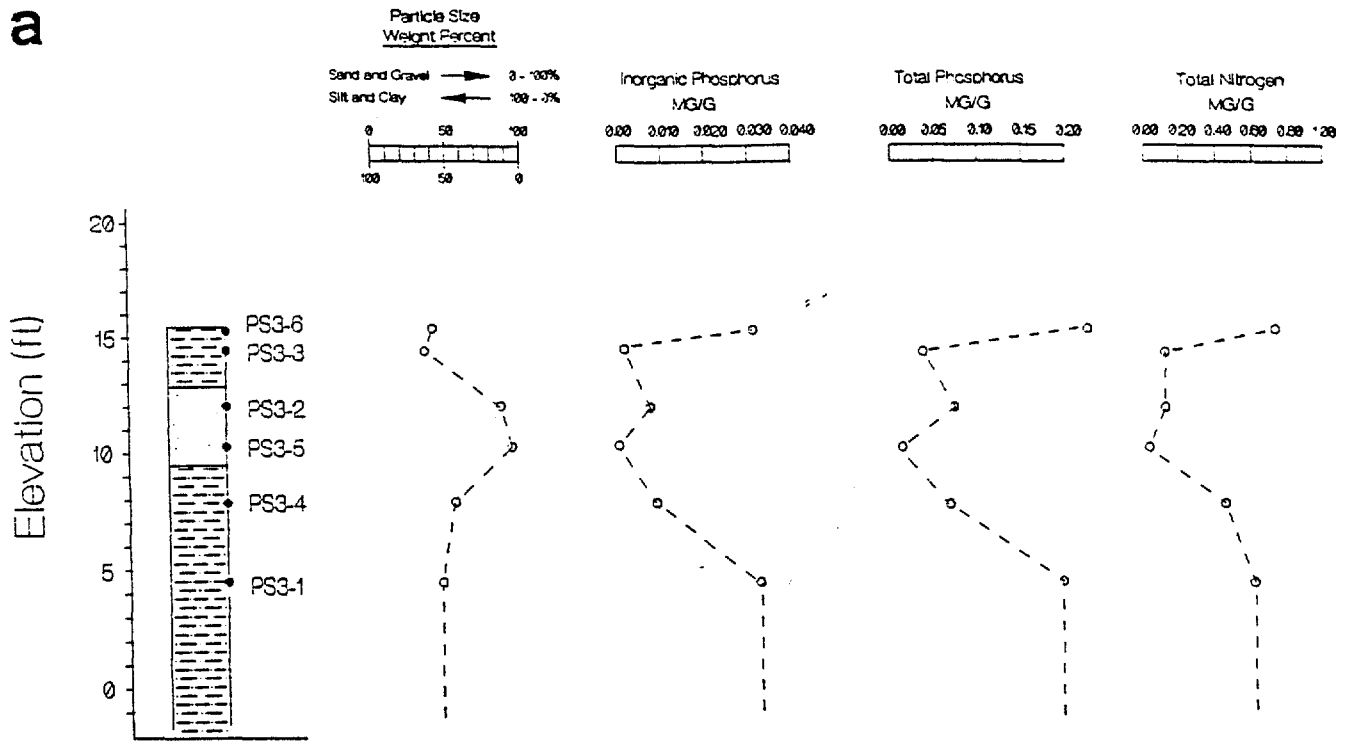 a
Particle Size
Weight Percent
Sand and Gravel 0 - 100%
Silt and Clay 100 - 0%
0 50 100
100 50 0
Inorganic Phosphorus
MG/G
0.00 0.010 0.020 0.030 0.040
Total Phosphorus
MG/G
0.00 0.05 0.10 0.15 0.20
Total Nitrogen
MG/G
0.00 0.20 0.40 0.60 0.80 1.00
Elevation (ft)
20
15
10
5
0
PS3-6
PS3-3
PS3-2
PS3-5
PS3-4
PS3-1